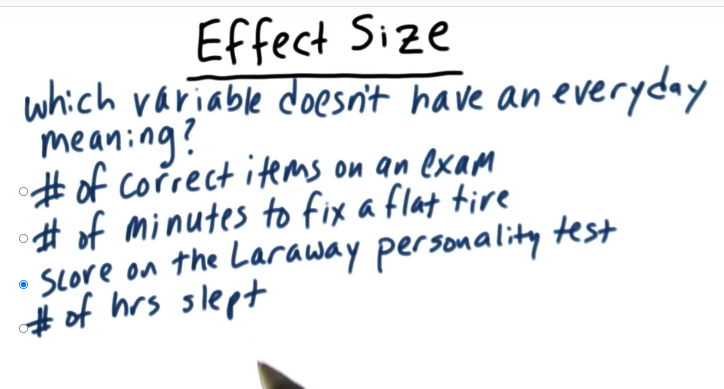 Effect Size
which variable doesn't have an everyday
meaning?
# of correct items on an exam
# of minutes to fix a flat tire
score on the Laraway personality test
# of hrs slept